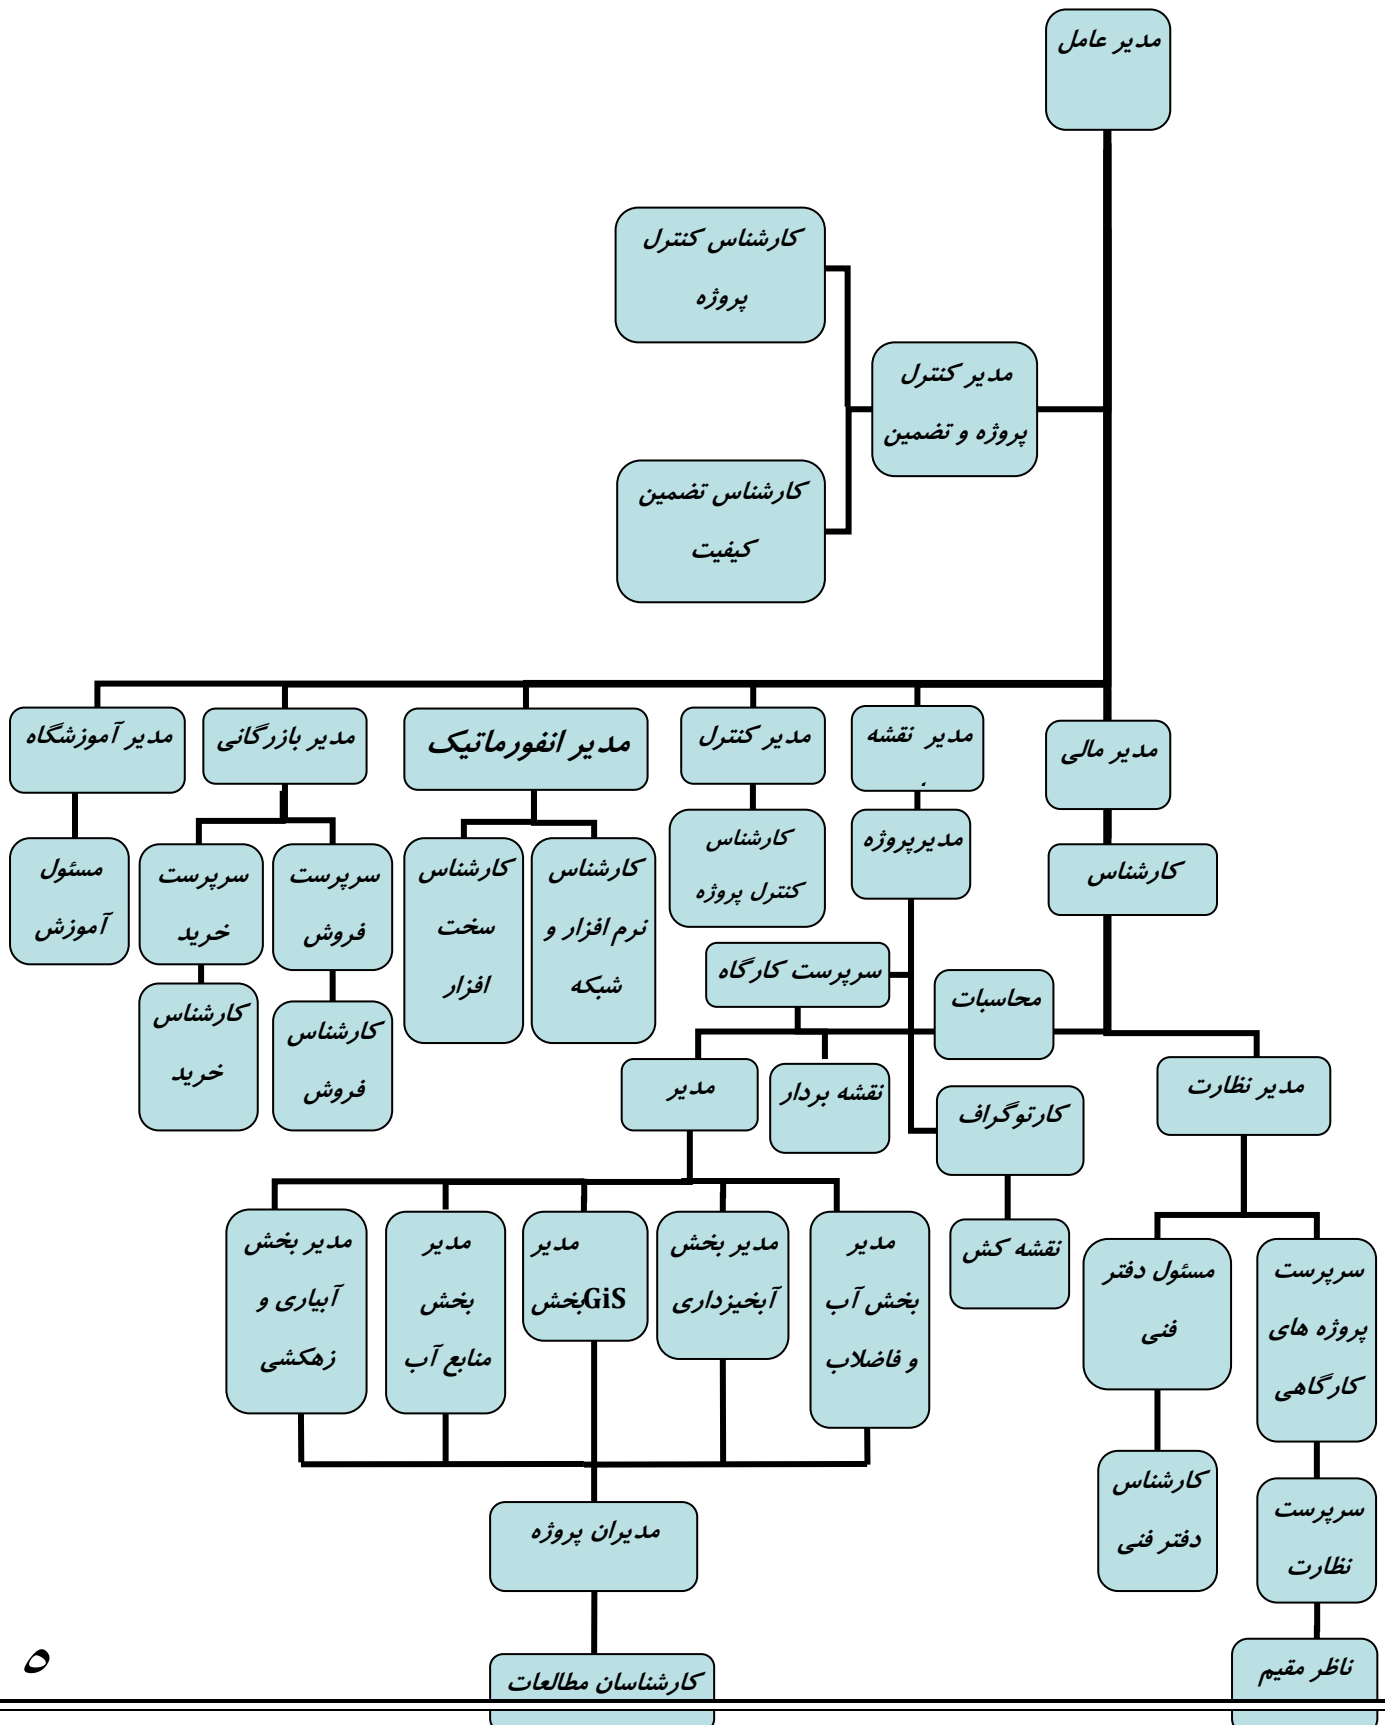 مدیر عامل
کارشناس کنترل
پروژه
مدیر کنترل
پروژه و تضمین
کارشناس تضمین
کیفیت
مدیر مالی
مدیر نقشه
مدیر کنترل
مدیر انفورماتیک
مدیر بازرگانی
مدیر آموزشگاه
کارشناس
مدیرپروژه
کارشناس
کنترل پروژه
کارشناس
نرم افزار و
شبکه
کارشناس
سخت
افزار
سرپرست
فروش
سرپرست
خرید
مسئول
آموزش
سرپرست کارگاه
محاسبات
کارشناس
فروش
کارشناس
خرید
مدیر نظارت
کارتوگراف
نقشه بردار
مدیر
سرپرست
پروژه های
کارگاهی
مسئول دفتر
فنی
نقشه کش
مدیر
بخش آب
و فاضلاب
مدیر بخش
آبخیزداری
مدیر
بخشGiS
مدیر
بخش
منابع آب
مدیر بخش
آبیاری و
زهکشی
کارشناس
دفتر فنی
سرپرست
نظارت
مدیران پروژه
ناظر مقیم
کارشناسان مطالعات
٥